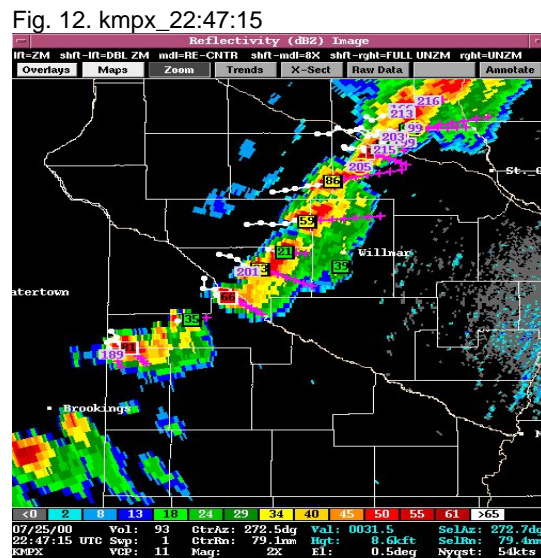 Fig. 12. kmpx_22:47:15
Reflectivity (dBZ) Image
lft=ZM shft-lft=DBL ZM mdl=RE-CNTR shft-mdl=8X shft-rght=FULL UNZM rght=UNZM
Overlays Maps Zoom Trends X-Sect Raw Data Annotate
216
213
99
203
215
205
St. C
86
59
21
Willmar
39
201
atertown
66
35
189
Brookings
<0 2 8 13 18 24 29 34 40 45 50 55 61 >65
07/25/00 Vol: 93 CtrAz: 272.5dg Val: 0031.5 SelAz: 272.7d
22:47:15 UTC Swp: 1 CtrRn: 79.1nm Hgt: 8.6kft SelRn: 79.4n
KMPX VCP: 11 Mag: 2X El: 0.5deg Nyqst: 54kts